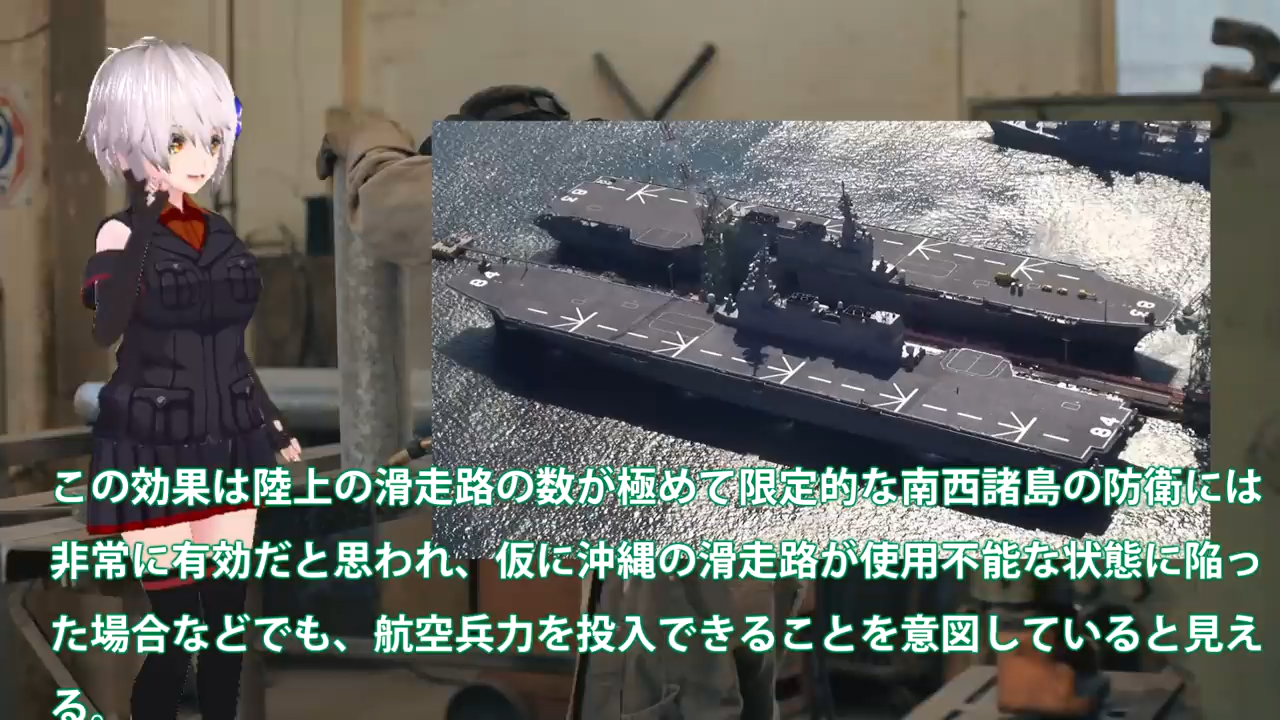 83
83
84
84
この効果は陸上の滑走路の数が極めて限定的な南西諸島の防衛には
非常に有効だと思われ、仮に沖縄の滑走路が使用不能な状態に陥っ
た場合などでも、航空兵力を投入できることを意図していると見え
る。